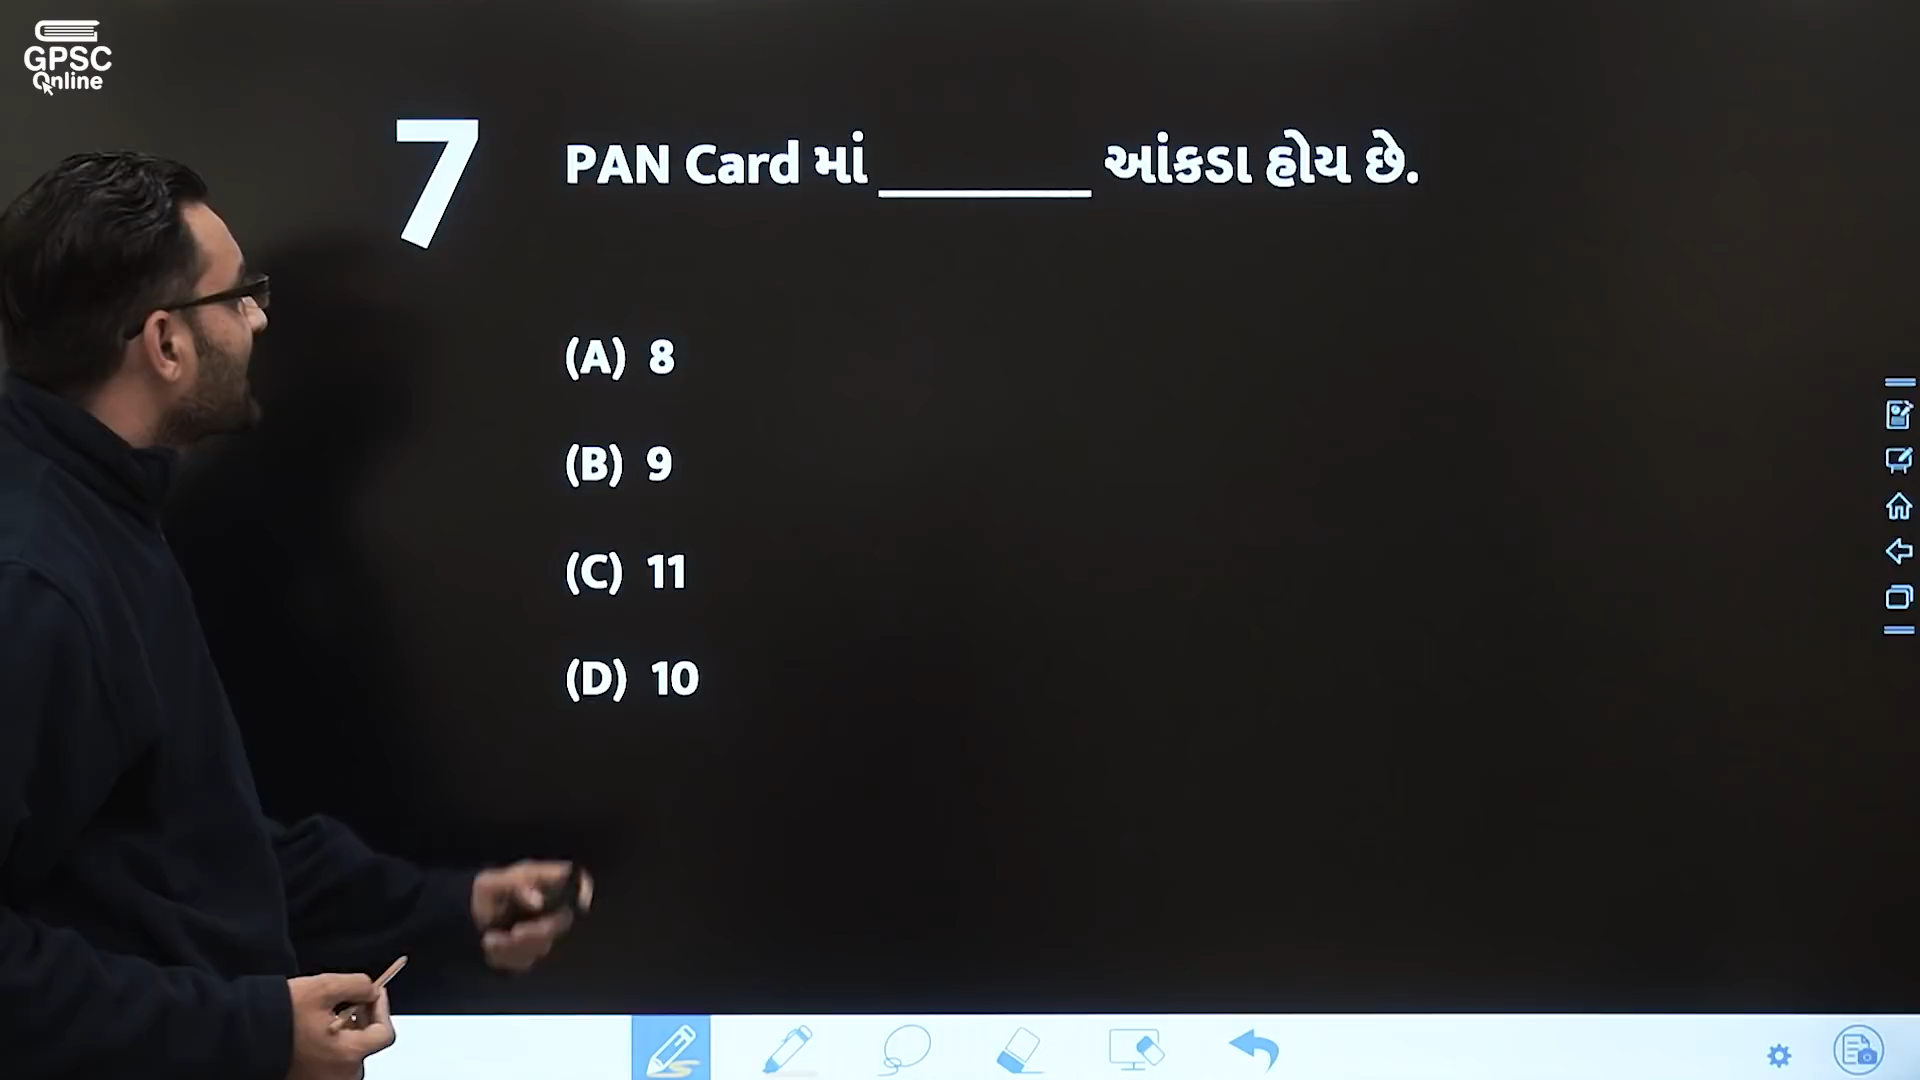 GPSC
Online
7 PAN Card માં ________ આંકડા હોય છે.
(A) 8
(B) 9
(C) 11
(D) 10